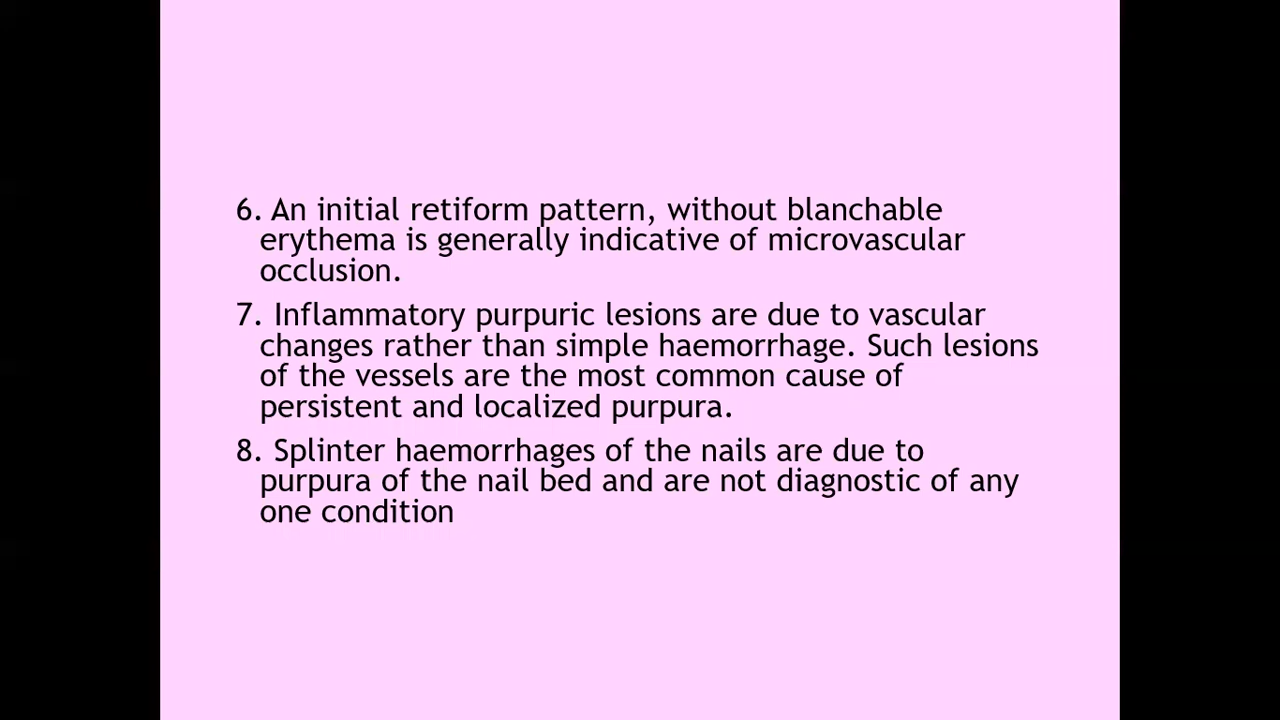 6. An initial retiform pattern, without blanchable
erythema is generally indicative of microvascular
occlusion.
7. Inflammatory purpuric lesions are due to vascular
changes rather than simple haemorrhage. Such lesions
of the vessels are the most common cause of
persistent and localized purpura.
8. Splinter haemorrhages of the nails are due to
purpura of the nail bed and are not diagnostic of any
one condition